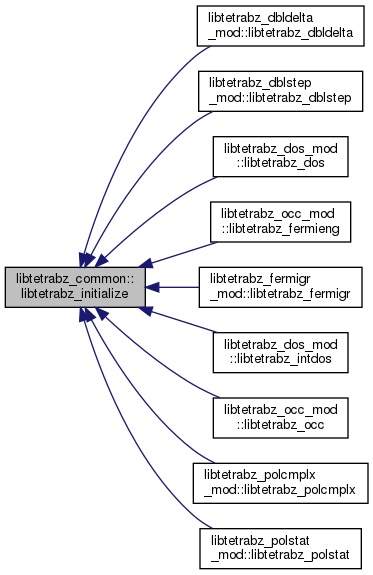 libtetrabz_dbldelta
_mod::libtetrabz_dbldelta
libtetrabz_dblstep
_mod::libtetrabz_dblstep
libtetrabz_dos_mod
::libtetrabz_dos
libtetrabz_occ_mod
::libtetrabz_fermieng
libtetrabz_common::
libtetrabz_initialize
libtetrabz_fermigr
_mod::libtetrabz_fermigr
libtetrabz_dos_mod
::libtetrabz_intdos
libtetrabz_occ_mod
::libtetrabz_occ
libtetrabz_polcmplx
_mod::libtetrabz_polcmplx
libtetrabz_polstat
_mod::libtetrabz_polstat